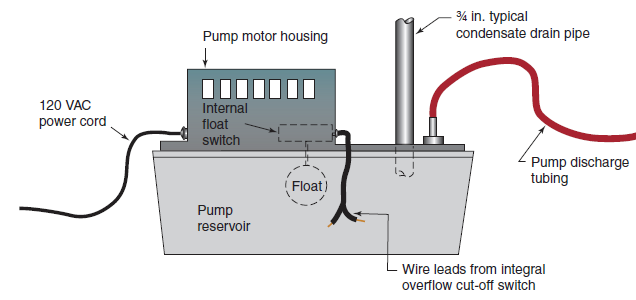 ¾ in. typical
condensate drain pipe
Pump motor housing
120 VAC
power cord
Internal
float
switch
Float
Pump discharge
tubing
Pump
reservoir
Wire leads from integral
overflow cut-off switch